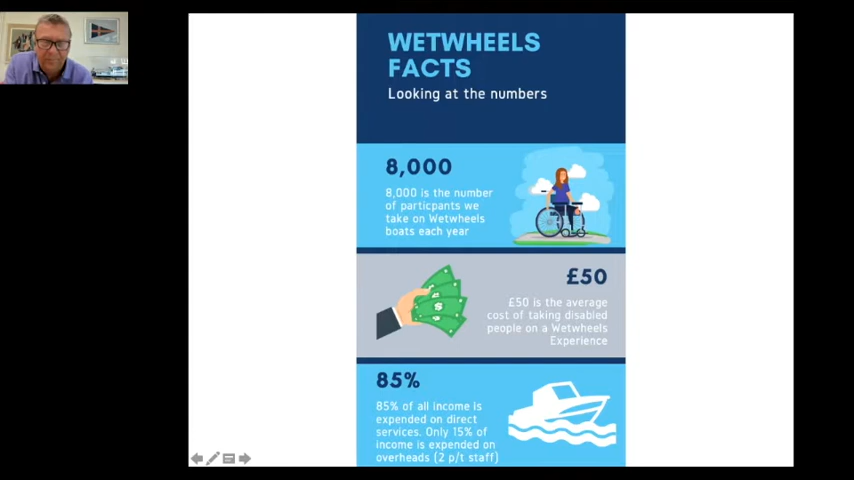 WETWHEELS
FACTS
Looking at the numbers
8,000
8,000 is the number
of particpants we
take on Wetwheels
boats each year
£50
£50 is the average
cost of taking disabled
people on a Wetwheels
Experience
85%
85% of all income is
expended on direct
services. Only 15% of
income is expended on
overheads (2 p/t staff)